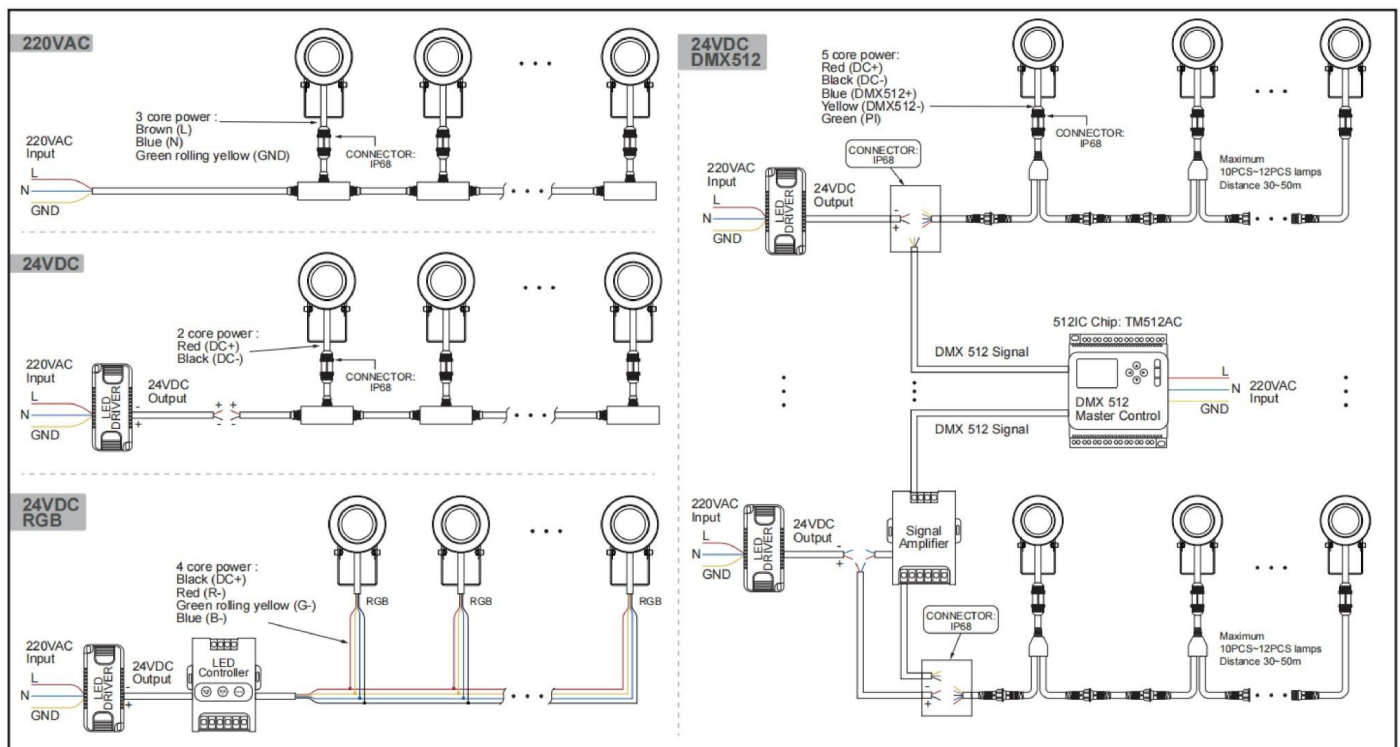 220VAC
3 core power :
Brown (L)
Blue (N)
Green rolling yellow (GND)
CONNECTOR:
IP68
220VAC
Input
L
N
GND
24VDC
2 core power :
Red (DC+)
Black (DC-)
CONNECTOR:
IP68
220VAC
Input
L
N
GND
LED
DRIVER
-
+
24VDC
Output
+ +
- -
24VDC
RGB
4 core power :
Black (DC+)
Red (R-)
Green rolling yellow (G-)
Blue (B-)
RGB
RGB
RGB
220VAC
Input
L
N
GND
LED
DRIVER
-
+
24VDC
Output
LED
Controller
24VDC
DMX512
5 core power:
Red (DC+)
Black (DC-)
Blue (DMX512+)
Yellow (DMX512-)
Green (PI)
CONNECTOR:
IP68
CONNECTOR:
IP68
Maximum
10PCS~12PCS lamps
Distance 30~50m
220VAC
Input
L
N
GND
LED
DRIVER
24VDC
Output
-
+
512IC Chip: TM512AC
DMX 512 Signal
DMX 512
Master Control
L
N
GND
220VAC
Input
DMX 512 Signal
220VAC
Input
L
N
GND
LED
DRIVER
24VDC
Output
-
+
Signal
Amplifier
CONNECTOR:
IP68
-
+
Maximum
10PCS~12PCS lamps
Distance 30~50m